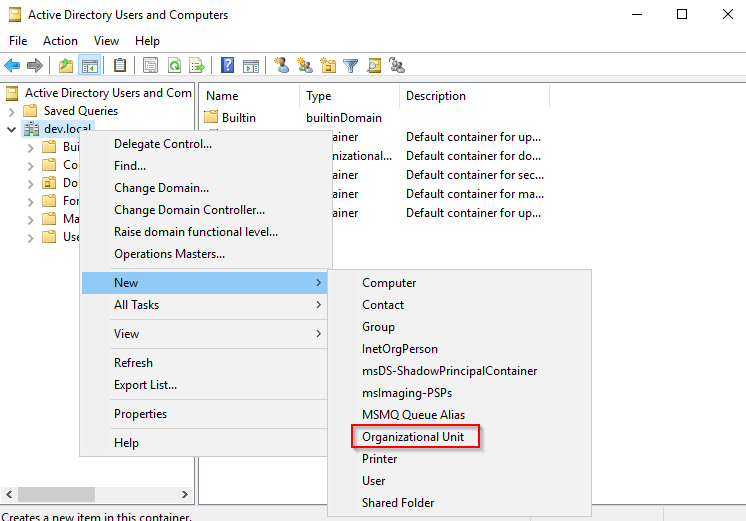 Active Directory Users and Computers
File Action View Help
Active Directory Users and Com
Saved Queries
dev.local
Bui
Co
Do
For
Ma
Use
Name Type Description
Builtin builtinDomain
ainer Default container for up...
nizational... Default container for do...
ainer Default container for sec...
ainer Default container for ma...
ainer Default container for up...
Delegate Control...
Find...
Change Domain...
Change Domain Controller...
Raise domain functional level...
Operations Masters...
New
All Tasks
View
Refresh
Export List...
Properties
Help
Computer
Contact
Group
InetOrgPerson
msDS-ShadowPrincipalContainer
msImaging-PSPs
MSMQ Queue Alias
Organizational Unit
Printer
User
Shared Folder
Creates a new item in this container.